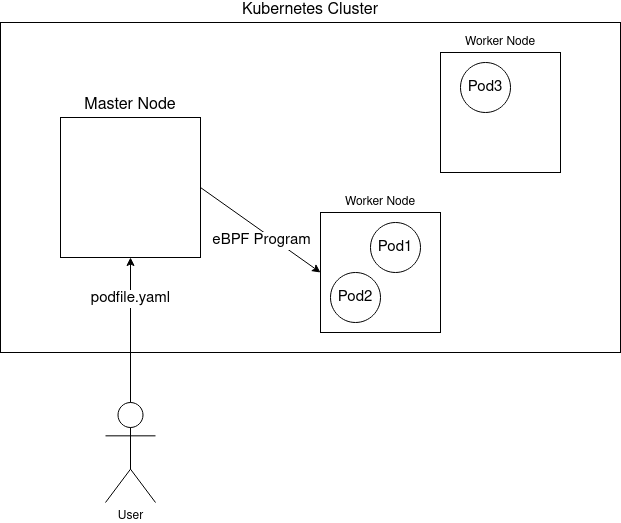 Kubernetes Cluster
Worker Node
Pod3
Master Node
Worker Node
eBPF Program
Pod1
Pod2
podfile.yaml
User